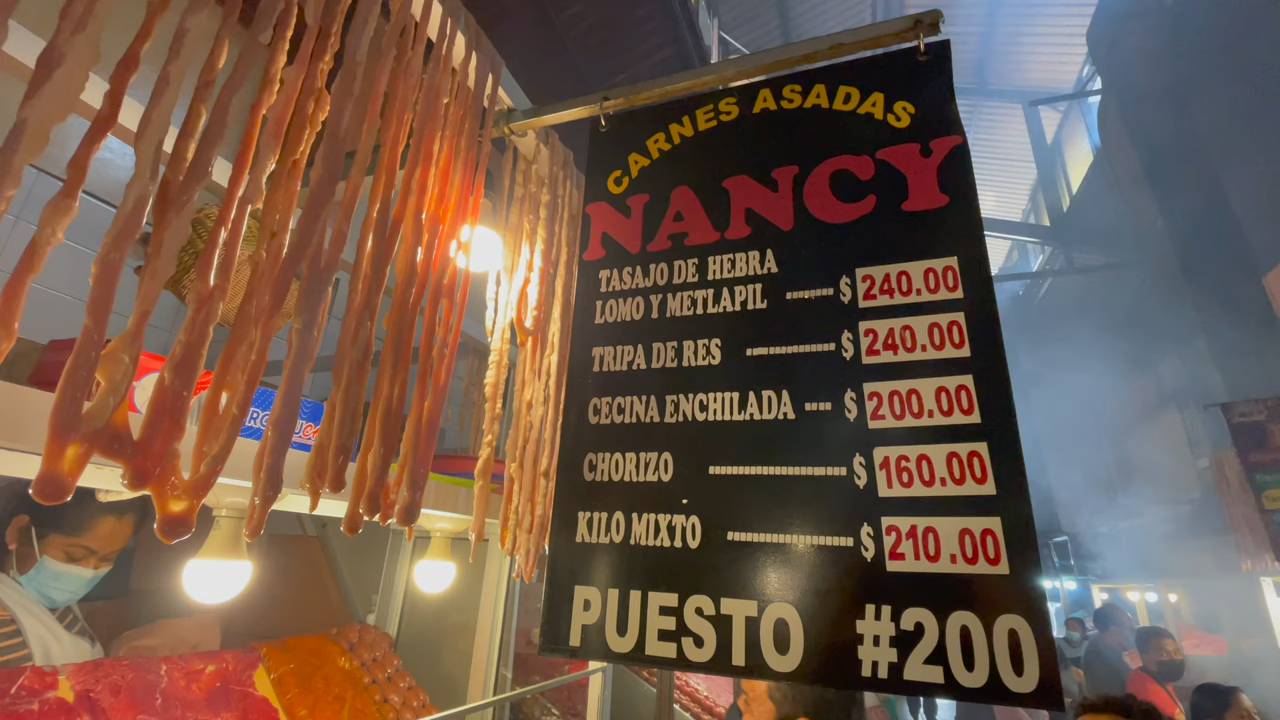 CARNES ASADAS
NANCY
TASAJO DE HEBRA
LOMO Y METLAPIL ........ $ 240.00
TRIPA DE RES ............... $ 240.00
CECINA ENCHILADA .... $ 200.00
CHORIZO ....................... $ 160.00
KILO MIXTO ..................... $ 210.00
PUESTO #200